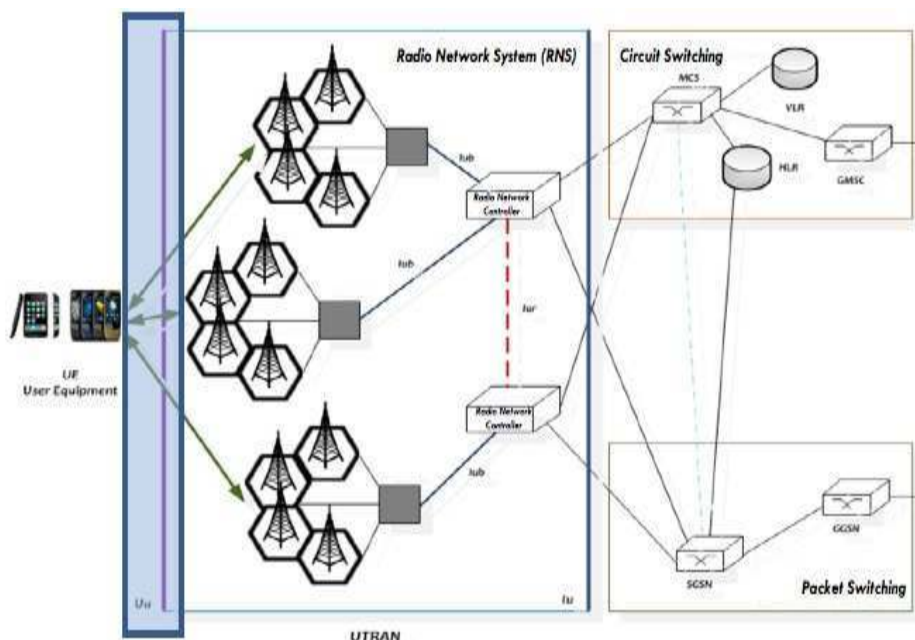 Radio Network System (RNS)
Circuit Switching
MCS
VLR
HLR
GMSC
Iub
Radio Network
Controller
Iub
Iur
UE
User Equipment
Radio Network
Controller
Iub
GGSN
SGSN
Packet Switching
Uu
Iu
UTRAN